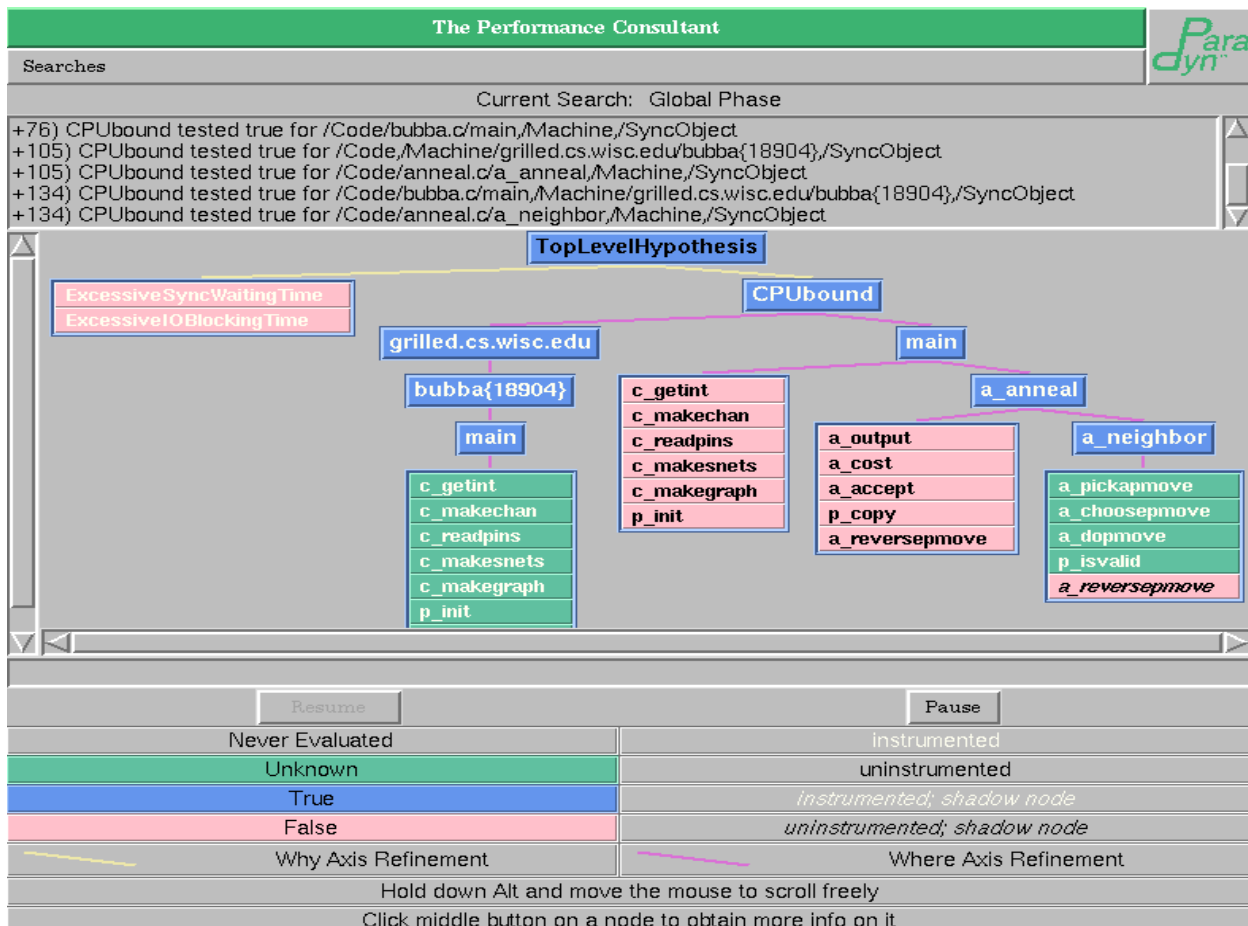 The Performance Consultant
Paradyn
Searches
Current Search: Global Phase
+76) CPUbound tested true for /Code/bubba.c/main,/Machine,/SyncObject
+105) CPUbound tested true for /Code,/Machine/grilled.cs.wisc.edu/bubba{18904},/SyncObject
+105) CPUbound tested true for /Code/anneal.c/a_anneal,/Machine,/SyncObject
+134) CPUbound tested true for /Code/bubba.c/main,/Machine/grilled.cs.wisc.edu/bubba{18904},/SyncObject
+134) CPUbound tested true for /Code/anneal.c/a_neighbor,/Machine,/SyncObject
TopLevelHypothesis
ExcessiveSyncWaitingTime
ExcessiveIOBlockingTime
CPUbound
grilled.cs.wisc.edu
main
bubba{18904}
main
c_getint
c_makechan
c_readpins
c_makesnets
c_makegraph
p_init
c_getint
c_makechan
c_readpins
c_makesnets
c_makegraph
p_init
a_anneal
a_output
a_cost
a_accept
p_copy
a_reversepmove
a_neighbor
a_pickapmove
a_choosepmove
a_dopmove
p_isvalid
a_reversepmove
Resume
Pause
Never Evaluated
instrumented
Unknown
uninstrumented
True
instrumented; shadow node
False
uninstrumented; shadow node
Why Axis Refinement
Where Axis Refinement
Hold down Alt and move the mouse to scroll freely
Click middle button on a node to obtain more info on it